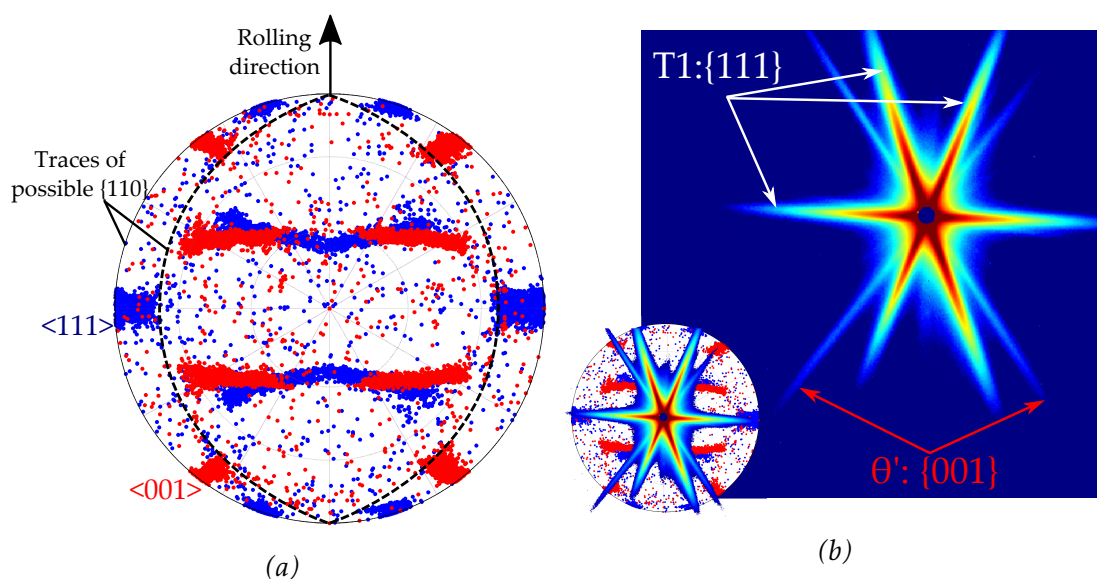 Rolling
direction
Traces of
possible {110}
<111>
<001>
(a)
T1:{111}
θ': {001}
(b)